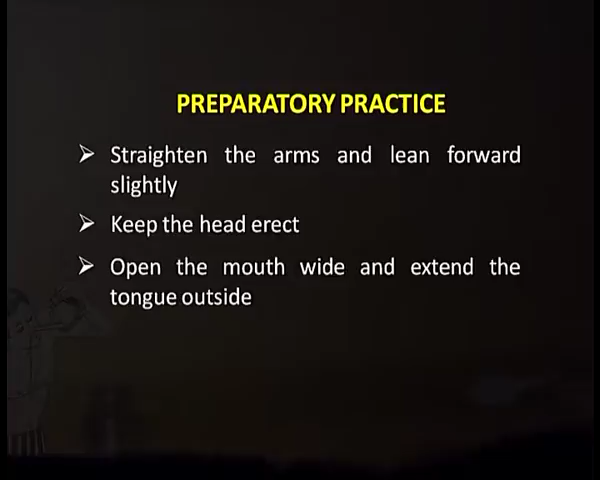 PREPARATORY PRACTICE
➢ Straighten the arms and lean forward
slightly
➢ Keep the head erect
➢ Open the mouth wide and extend the
tongue outside